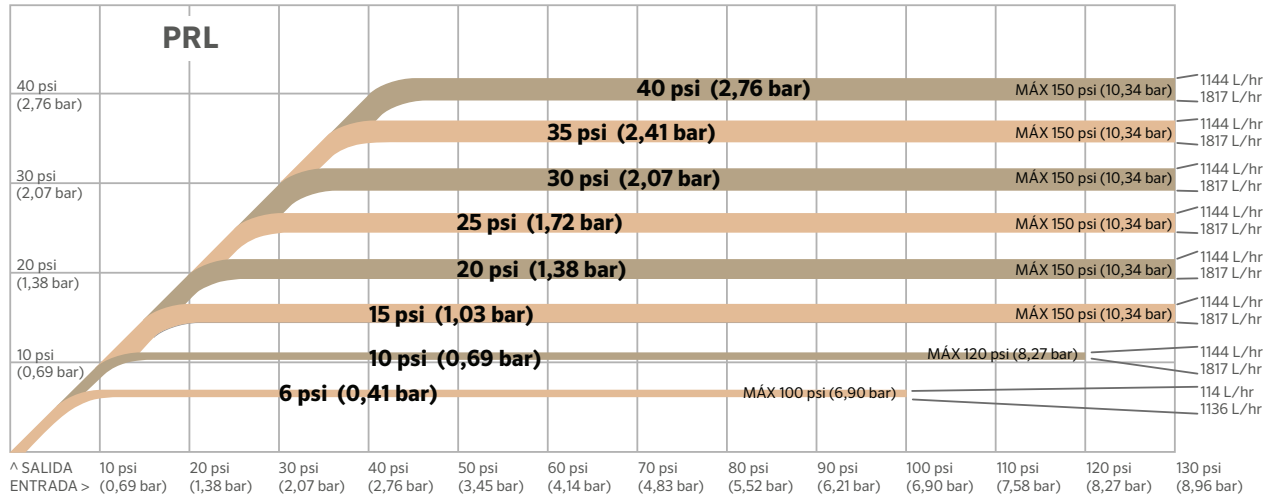 PRL
40 psi
(2,76 bar)
40 psi (2,76 bar)
MÁX 150 psi (10,34 bar)
1144 L/hr
1817 L/hr
35 psi (2,41 bar)
MÁX 150 psi (10,34 bar)
1144 L/hr
1817 L/hr
30 psi
(2,07 bar)
30 psi (2,07 bar)
MÁX 150 psi (10,34 bar)
1144 L/hr
1817 L/hr
25 psi (1,72 bar)
MÁX 150 psi (10,34 bar)
1144 L/hr
1817 L/hr
20 psi
(1,38 bar)
20 psi (1,38 bar)
MÁX 150 psi (10,34 bar)
1144 L/hr
1817 L/hr
15 psi (1,03 bar)
MÁX 150 psi (10,34 bar)
1144 L/hr
1817 L/hr
10 psi
(0,69 bar)
10 psi (0,69 bar)
MÁX 120 psi (8,27 bar)
1144 L/hr
1817 L/hr
6 psi (0,41 bar)
MÁX 100 psi (6,90 bar)
114 L/hr
1136 L/hr
^ SALIDA
ENTRADA >
10 psi
(0,69 bar)
20 psi
(1,38 bar)
30 psi
(2,07 bar)
40 psi
(2,76 bar)
50 psi
(3,45 bar)
60 psi
(4,14 bar)
70 psi
(4,83 bar)
80 psi
(5,52 bar)
90 psi
(6,21 bar)
100 psi
(6,90 bar)
110 psi
(7,58 bar)
120 psi
(8,27 bar)
130 psi
(8,96 bar)